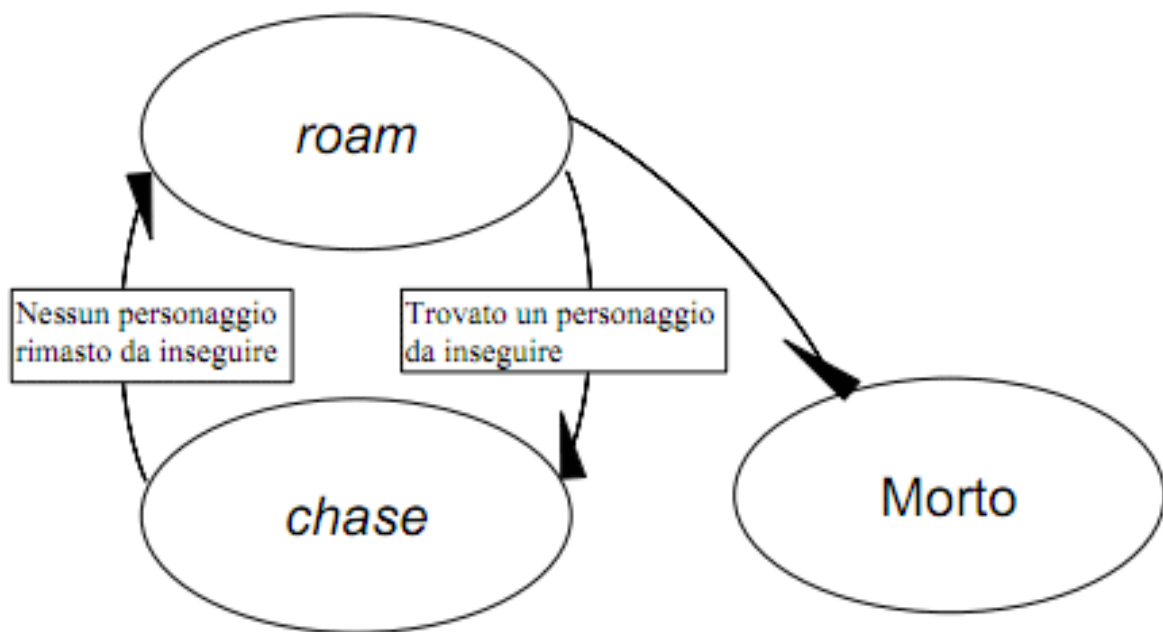 roam
Nessun personaggio
rimasto da inseguire
Trovato un personaggio
da inseguire
chase
Morto